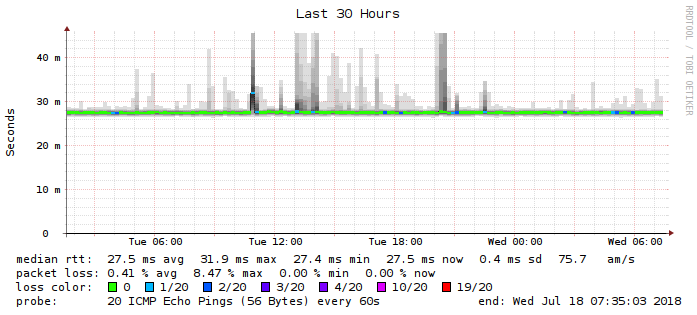 Last 30 Hours
RRDTOOL / TOBI OETIKER
Seconds
40 m
30 m
20 m
10 m
0
Tue 06:00 Tue 12:00 Tue 18:00 Wed 00:00 Wed 06:00
median rtt: 27.5 ms avg 31.9 ms max 27.4 ms min 27.5 ms now 0.4 ms sd 75.7 am/s
packet loss: 0.41 % avg 8.47 % max 0.00 % min 0.00 % now
loss color: 0 1/20 2/20 3/20 4/20 10/20 19/20
probe: 20 ICMP Echo Pings (56 Bytes) every 60s end: Wed Jul 18 07:35:03 2018